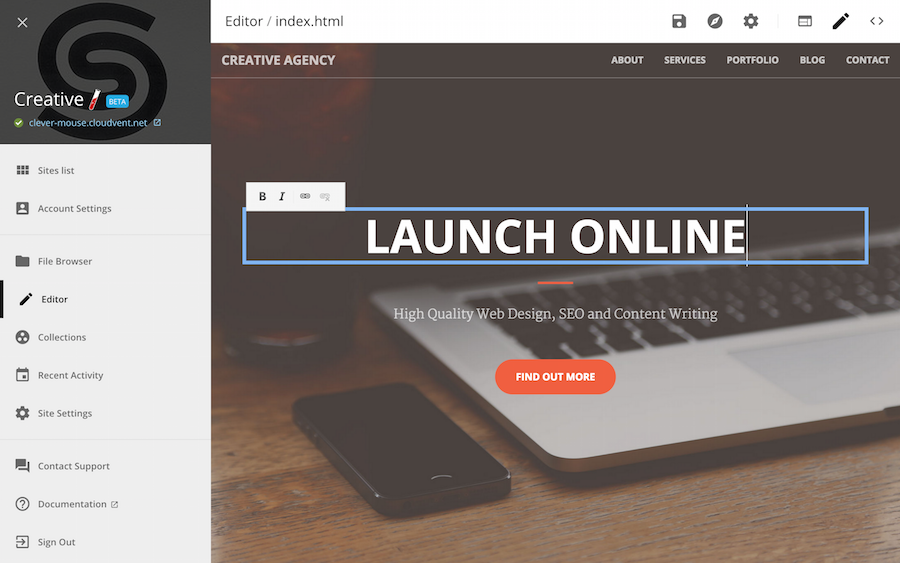 Editor / index.html
Creative BETA
clever-mouse.cloudvent.net
Sites list
Account Settings
File Browser
Editor
Collections
Recent Activity
Site Settings
Contact Support
Documentation
Sign Out
CREATIVE AGENCY
ABOUT SERVICES PORTFOLIO BLOG CONTACT
B I
LAUNCH ONLINE
High Quality Web Design, SEO and Content Writing
FIND OUT MORE